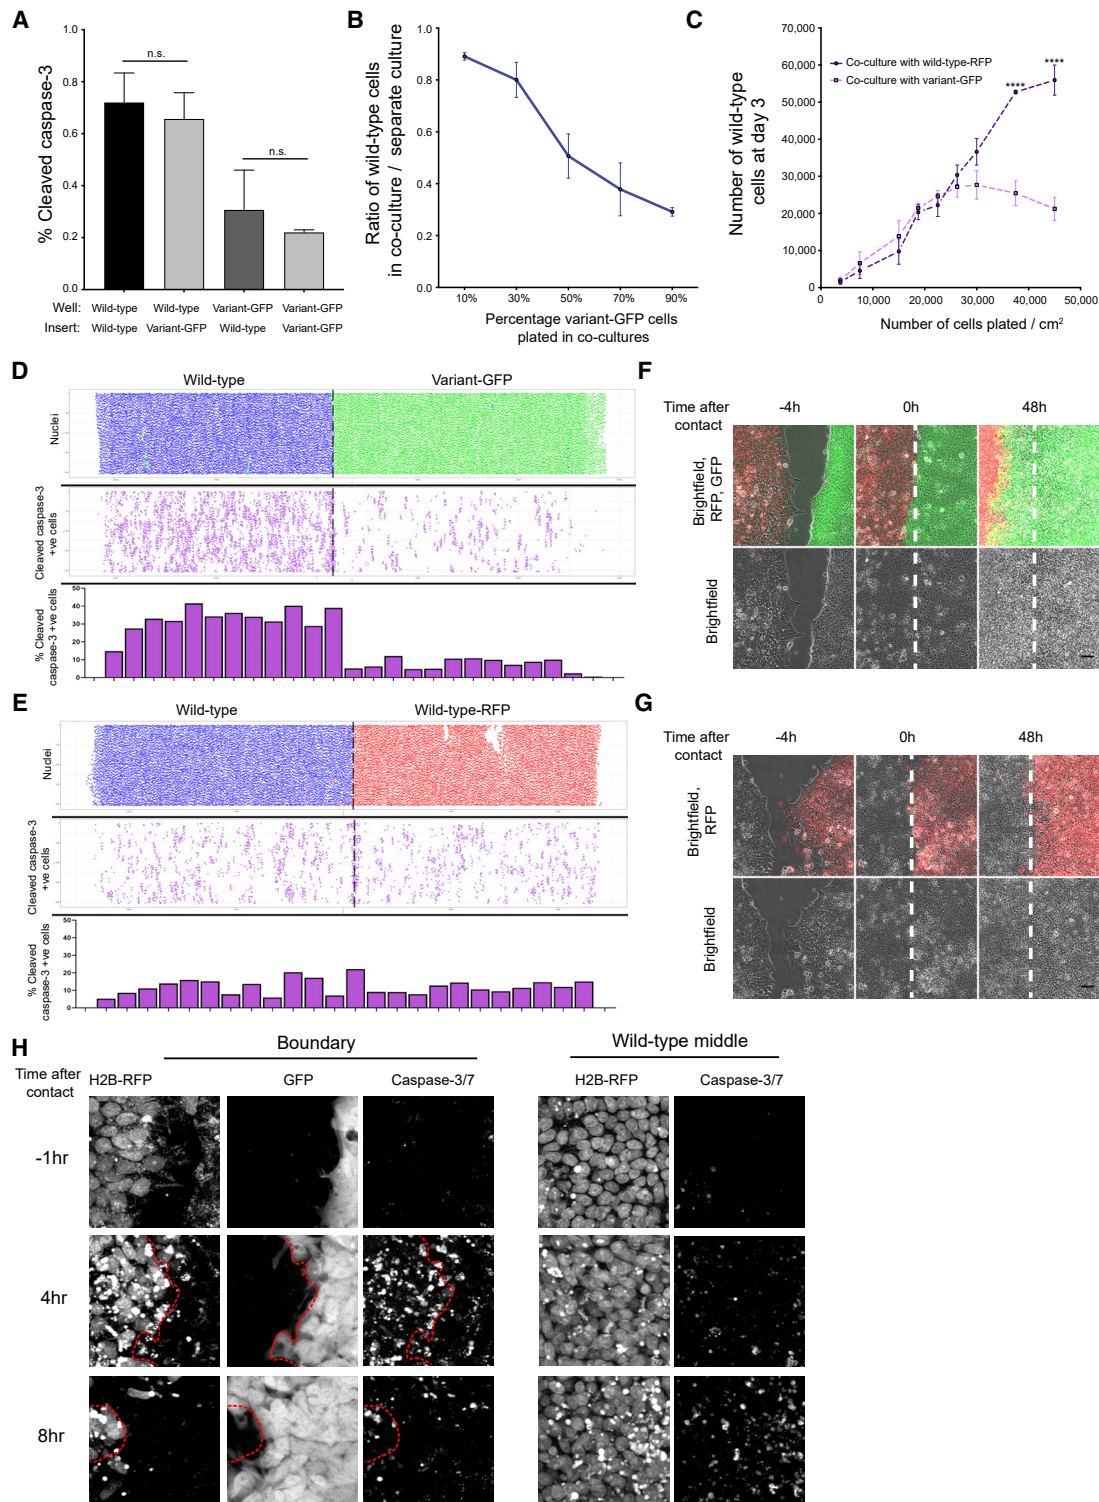 A
% Cleaved caspase-3
1.0
0.8
0.6
0.4
0.2
0.0
n.s.
n.s.
Well: Wild-type Wild-type Variant-GFP Variant-GFP
Insert: Wild-type Variant-GFP Wild-type Variant-GFP
B
Ratio of wild-type cells
in co-culture / separate culture
1.0
0.8
0.6
0.4
0.2
0.0
10% 30% 50% 70% 90%
Percentage variant-GFP cells
plated in co-cultures
C
Number of wild-type
cells at day 3
70,000
60,000
50,000
40,000
30,000
20,000
10,000
0
Co-culture with wild-type-RFP
Co-culture with variant-GFP
****
****
0 10,000 20,000 30,000 40,000 50,000
Number of cells plated / cm²
D
Wild-type Variant-GFP
Nuclei
Cleaved caspase-3
+ve cells
% Cleaved
caspase-3 +ve cells
50
40
30
20
10
0
E
Wild-type Wild-type-RFP
Nuclei
Cleaved caspase-3
+ve cells
% Cleaved
caspase-3 +ve cells
50
40
30
20
10
0
F
Time after
contact
-4h 0h 48h
Brightfield,
RFP, GFP
Brightfield
G
Time after
contact
-4h 0h 48h
Brightfield,
RFP
Brightfield
H
Boundary
Wild-type middle
Time after
contact
H2B-RFP GFP Caspase-3/7 H2B-RFP Caspase-3/7
-1hr
4hr
8hr